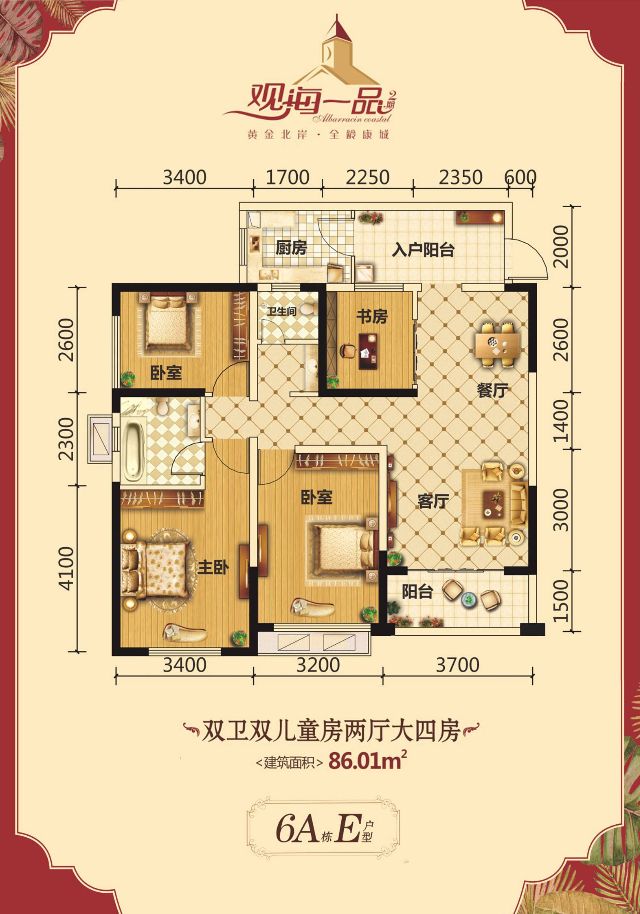 观海一品2期
Albarracin coastal
黄金北岸·全龄康城
3400 1700 2250 2350 600
2000
2600
1400
3000
1500
2600
2300
4100
厨房
入户阳台
卫生间
书房
卧室
餐厅
卧室
客厅
主卧
阳台
3400 3200 3700
双卫双儿童房两厅大四房
<建筑面积> 86.01m²
6A栋E户型